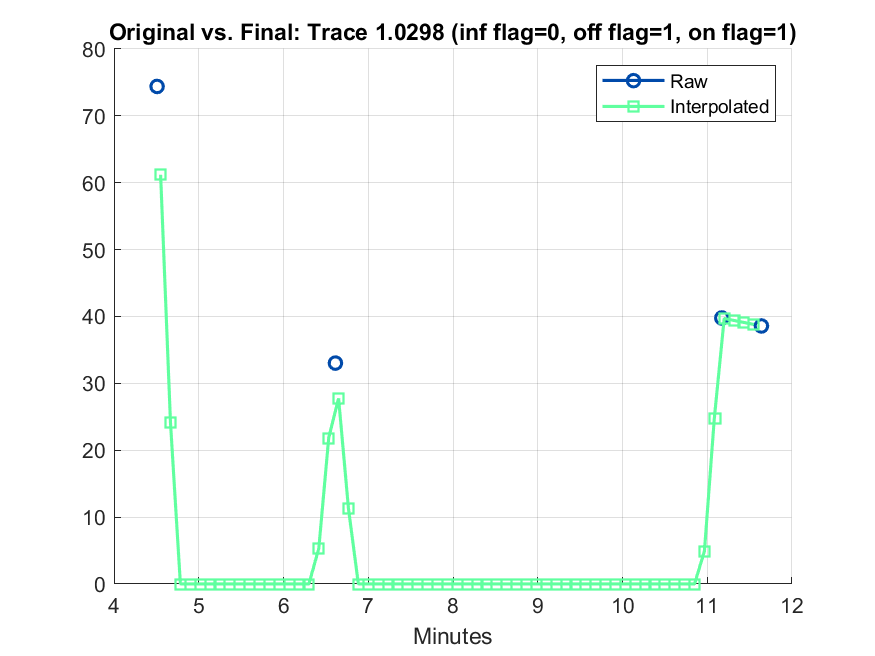 Original vs. Final: Trace 1.0298 (inf flag=0, off flag=1, on flag=1)
80
70
60
50
40
30
20
10
0
Raw
Interpolated
4 5 6 7 8 9 10 11 12
Minutes